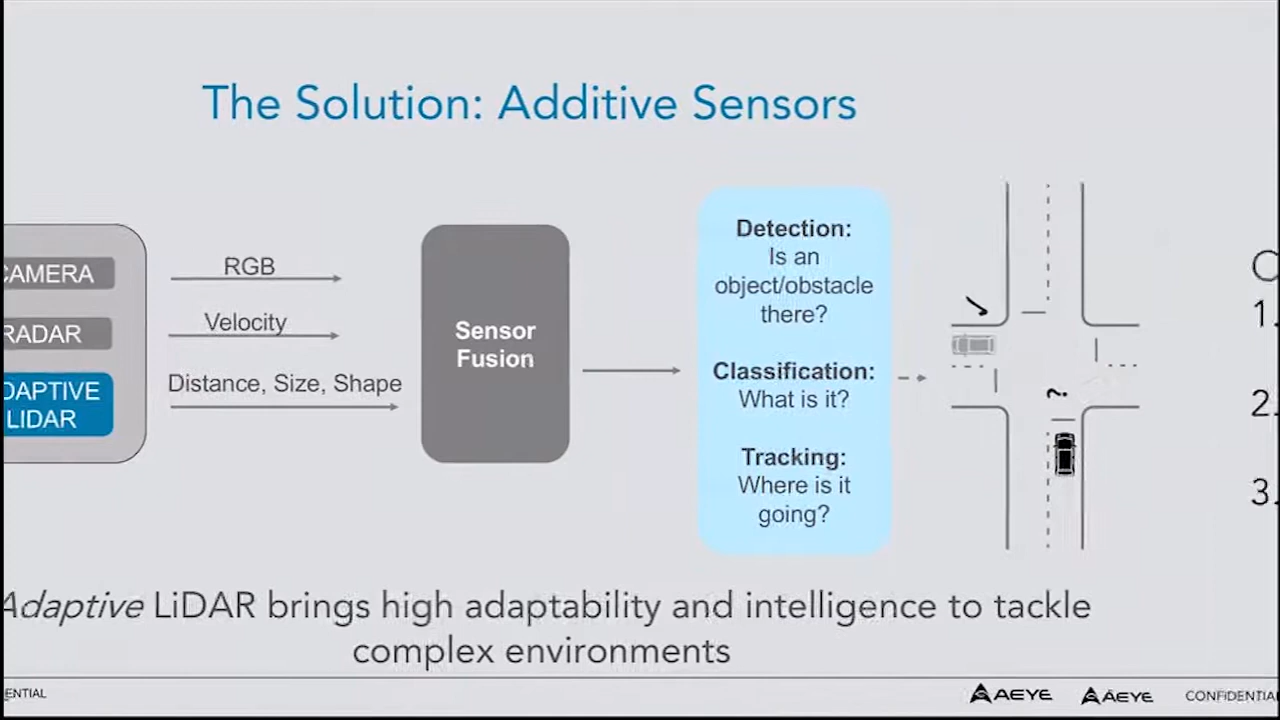 The Solution: Additive Sensors
CAMERA
RADAR
DAPTIVE
LIDAR
RGB
Velocity
Distance, Size, Shape
Sensor
Fusion
Detection:
Is an
object/obstacle
there?
Classification:
What is it?
Tracking:
Where is it
going?
?
1.
2.
3.
Adaptive LiDAR brings high adaptability and intelligence to tackle
complex environments
ENTIAL
AEYE
AEYE
CONFIDENTIA